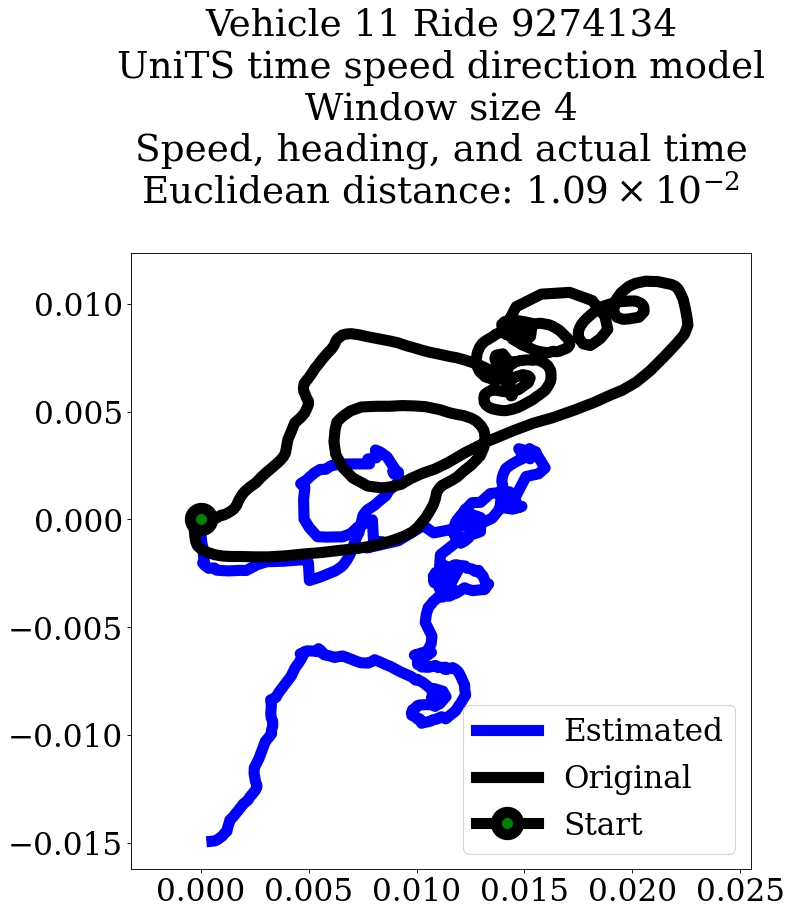 Vehicle 11 Ride 9274134
UniTS time speed direction model
Window size 4
Speed, heading, and actual time
Euclidean distance: 1.09 × 10⁻²
0.010
0.005
0.000
−0.005
−0.010
−0.015
Estimated
Original
Start
0.000 0.005 0.010 0.015 0.020 0.025